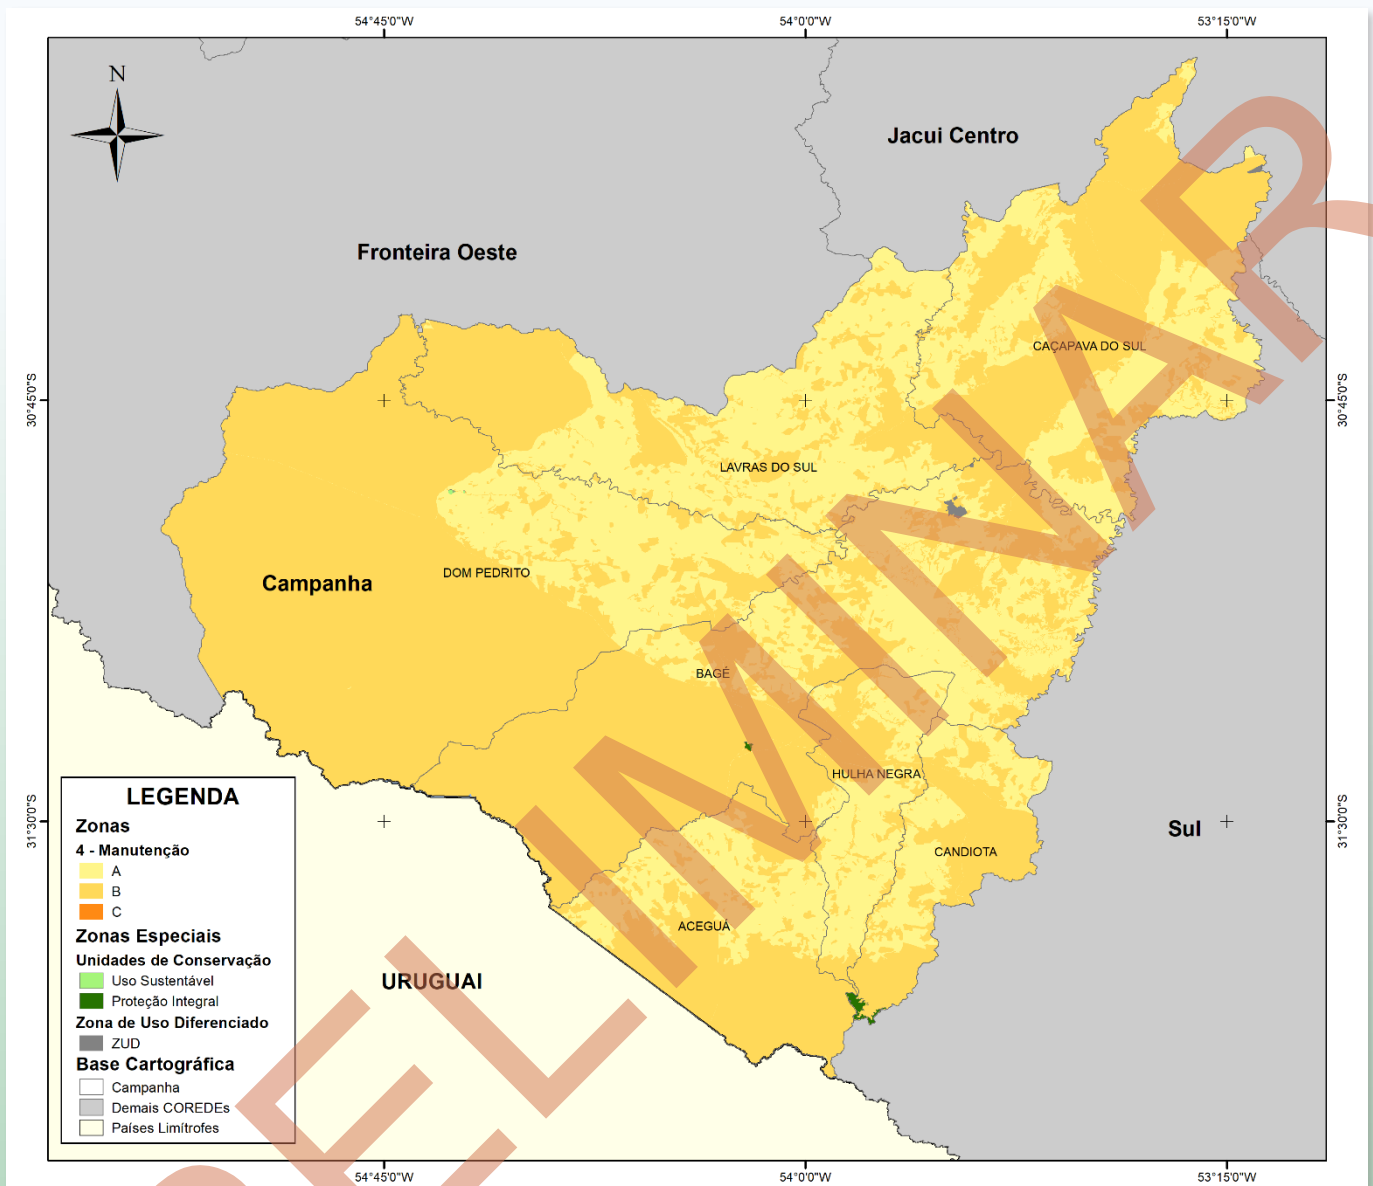 54°45'0"W 54°0'0"W 53°15'0"W
N
Jacui Centro
Fronteira Oeste
CAÇAPAVA DO SUL
30°45'0"S 30°45'0"S
LAVRAS DO SUL
DOM PEDRITO
Campanha
BAGÉ
HULHA NEGRA
31°30'0"S 31°30'0"S
Sul
CANDIOTA
ACEGUÁ
URUGUAI
LEGENDA
Zonas
4 - Manutenção
A
B
C
Zonas Especiais
Unidades de Conservação
Uso Sustentável
Proteção Integral
Zona de Uso Diferenciado
ZUD
Base Cartográfica
Campanha
Demais COREDEs
Países Limítrofes
54°45'0"W 54°0'0"W 53°15'0"W
PRELIMINAR